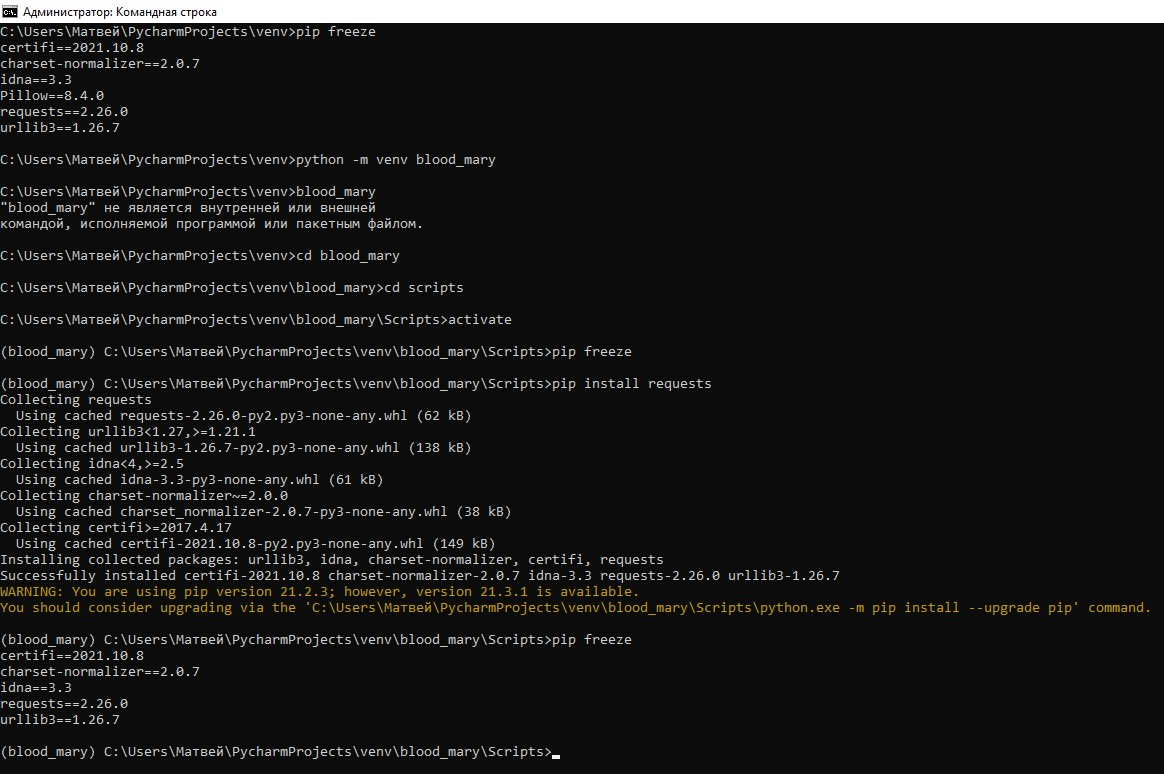 Администратор: Командная строка
C:\Users\Матвей\PycharmProjects\venv>pip freeze
certifi==2021.10.8
charset-normalizer==2.0.7
idna==3.3
Pillow==8.4.0
requests==2.26.0
urllib3==1.26.7
C:\Users\Матвей\PycharmProjects\venv>python -m venv blood_mary
C:\Users\Матвей\PycharmProjects\venv>blood_mary
"blood_mary" не является внутренней или внешней
командой, исполняемой программой или пакетным файлом.
C:\Users\Матвей\PycharmProjects\venv>cd blood_mary
C:\Users\Матвей\PycharmProjects\venv\blood_mary>cd scripts
C:\Users\Матвей\PycharmProjects\venv\blood_mary\Scripts>activate
(blood_mary) C:\Users\Матвей\PycharmProjects\venv\blood_mary\Scripts>pip freeze
(blood_mary) C:\Users\Матвей\PycharmProjects\venv\blood_mary\Scripts>pip install requests
Collecting requests
  Using cached requests-2.26.0-py2.py3-none-any.whl (62 kB)
Collecting urllib3<1.27,>=1.21.1
  Using cached urllib3-1.26.7-py2.py3-none-any.whl (138 kB)
Collecting idna<4,>=2.5
  Using cached idna-3.3-py3-none-any.whl (61 kB)
Collecting charset-normalizer~=2.0.0
  Using cached charset_normalizer-2.0.7-py3-none-any.whl (38 kB)
Collecting certifi>=2017.4.17
  Using cached certifi-2021.10.8-py2.py3-none-any.whl (149 kB)
Installing collected packages: urllib3, idna, charset-normalizer, certifi, requests
Successfully installed certifi-2021.10.8 charset-normalizer-2.0.7 idna-3.3 requests-2.26.0 urllib3-1.26.7
WARNING: You are using pip version 21.2.3; however, version 21.3.1 is available.
You should consider upgrading via the 'C:\Users\Матвей\PycharmProjects\venv\blood_mary\Scripts\python.exe -m pip install --upgrade pip' command.
(blood_mary) C:\Users\Матвей\PycharmProjects\venv\blood_mary\Scripts>pip freeze
certifi==2021.10.8
charset-normalizer==2.0.7
idna==3.3
requests==2.26.0
urllib3==1.26.7
(blood_mary) C:\Users\Матвей\PycharmProjects\venv\blood_mary\Scripts>